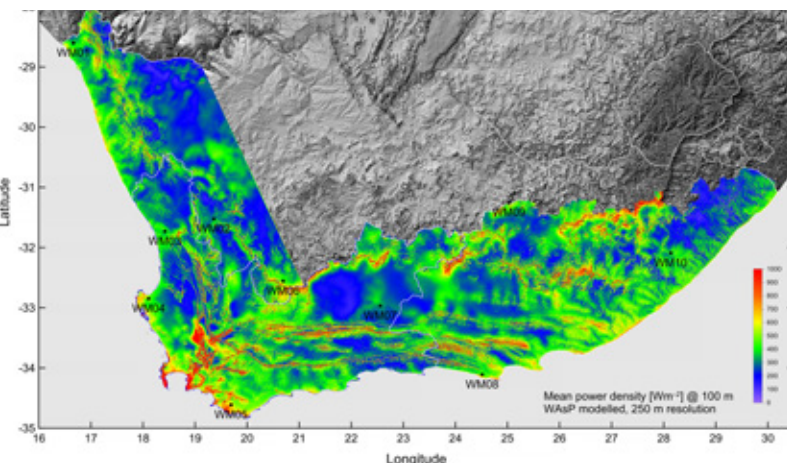 -29
-30
-31
-32
-33
-34
-35
Latitude
WM01
WM09
WM03
WM10
WM06
WM04
WM07
WM08
WM05
1000
900
800
700
600
500
400
300
200
100
0
Mean power density [Wm⁻²] @ 100 m
WAsP modelled, 250 m resolution
16 17 18 19 20 21 22 23 24 25 26 27 28 29 30
Longitude